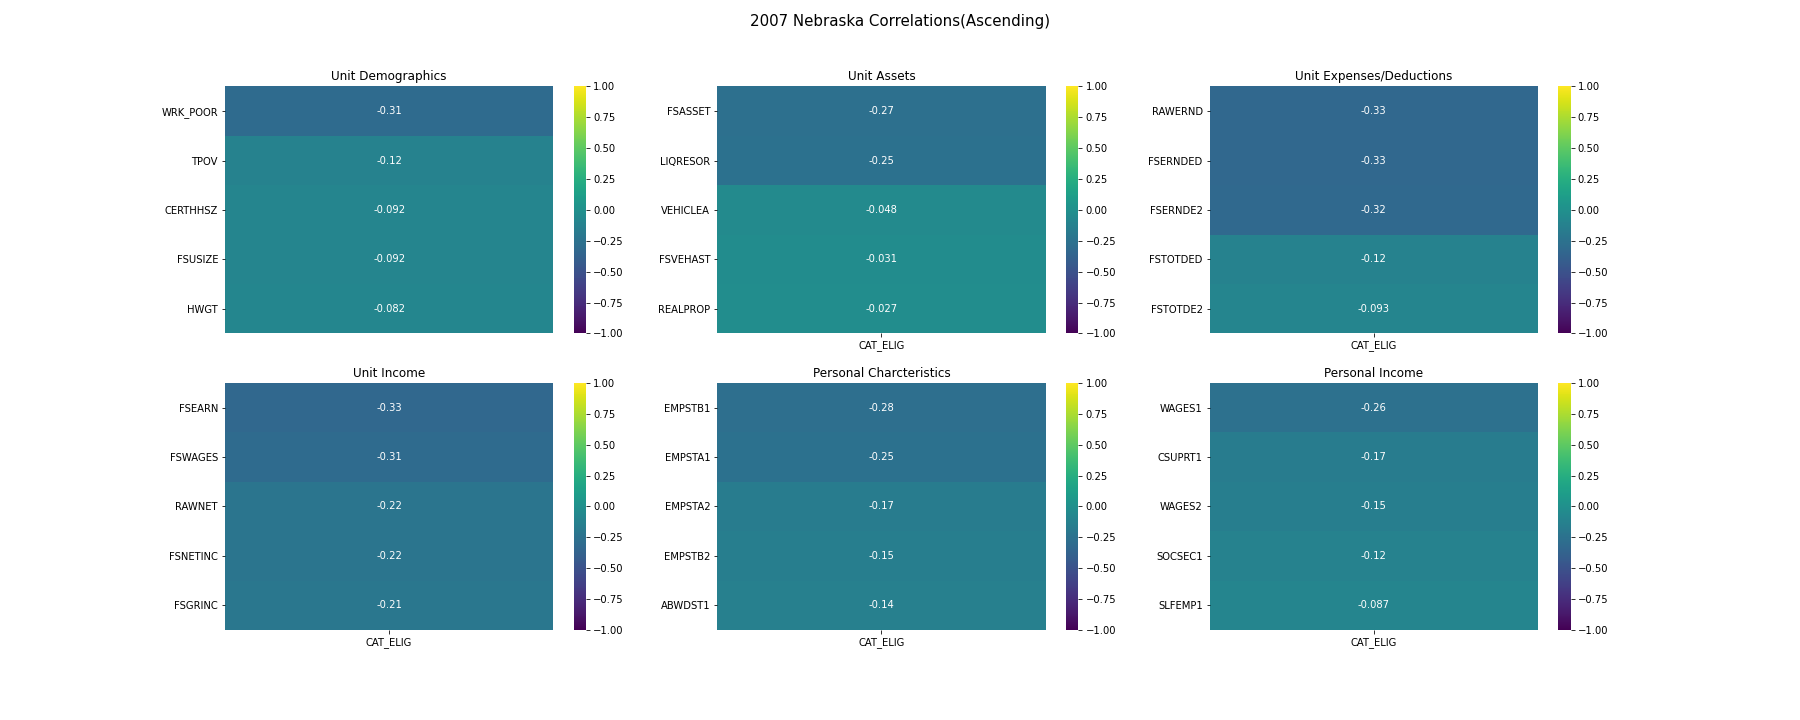 2007 Nebraska Correlations(Ascending)
Unit Demographics
WRK_POOR
TPOV
CERTHHSZ
FSUSIZE
HWGT
-0.31
-0.12
-0.092
-0.092
-0.082
1.00
0.75
0.50
0.25
0.00
−0.25
−0.50
−0.75
−1.00
Unit Assets
FSASSET
LIQRESOR
VEHICLEA
FSVEHAST
REALPROP
-0.27
-0.25
-0.048
-0.031
-0.027
CAT_ELIG
1.00
0.75
0.50
0.25
0.00
−0.25
−0.50
−0.75
−1.00
Unit Expenses/Deductions
RAWERND
FSERNDED
FSERNDE2
FSTOTDED
FSTOTDE2
-0.33
-0.33
-0.32
-0.12
-0.093
CAT_ELIG
1.00
0.75
0.50
0.25
0.00
−0.25
−0.50
−0.75
−1.00
Unit Income
FSEARN
FSWAGES
RAWNET
FSNETINC
FSGRINC
-0.33
-0.31
-0.22
-0.22
-0.21
CAT_ELIG
1.00
0.75
0.50
0.25
0.00
−0.25
−0.50
−0.75
−1.00
Personal Charcteristics
EMPSTB1
EMPSTA1
EMPSTA2
EMPSTB2
ABWDST1
-0.28
-0.25
-0.17
-0.15
-0.14
CAT_ELIG
1.00
0.75
0.50
0.25
0.00
−0.25
−0.50
−0.75
−1.00
Personal Income
WAGES1
CSUPRT1
WAGES2
SOCSEC1
SLFEMP1
-0.26
-0.17
-0.15
-0.12
-0.087
CAT_ELIG
1.00
0.75
0.50
0.25
0.00
−0.25
−0.50
−0.75
−1.00